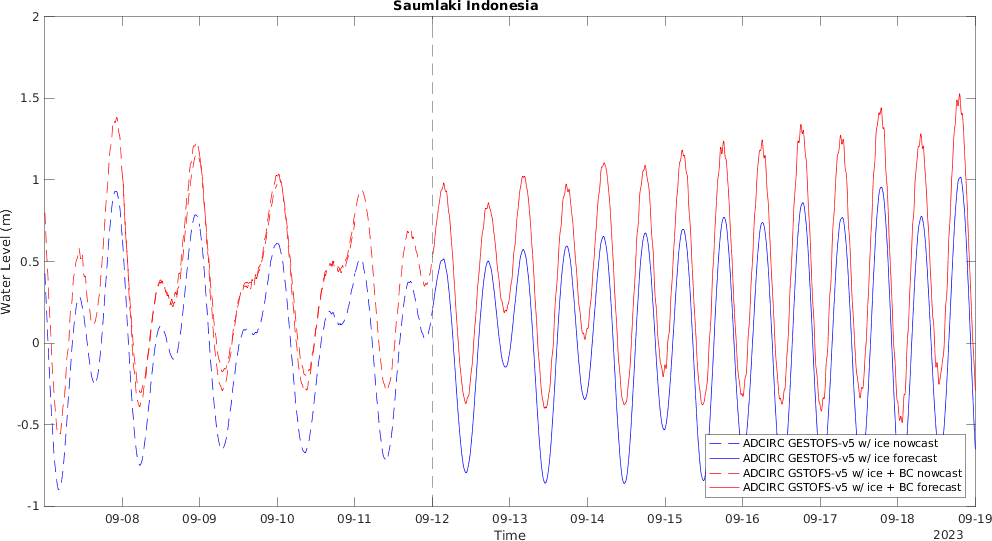 Saumlaki Indonesia
2
1.5
1
0.5
0
-0.5
-1
Water Level (m)
09-08 09-09 09-10 09-11 09-12 09-13 09-14 09-15 09-16 09-17 09-18 09-19
Time
2023
ADCIRC GESTOFS-v5 w/ ice nowcast
ADCIRC GESTOFS-v5 w/ ice forecast
ADCIRC GSTOFS-v5 w/ ice + BC nowcast
ADCIRC GSTOFS-v5 w/ ice + BC forecast